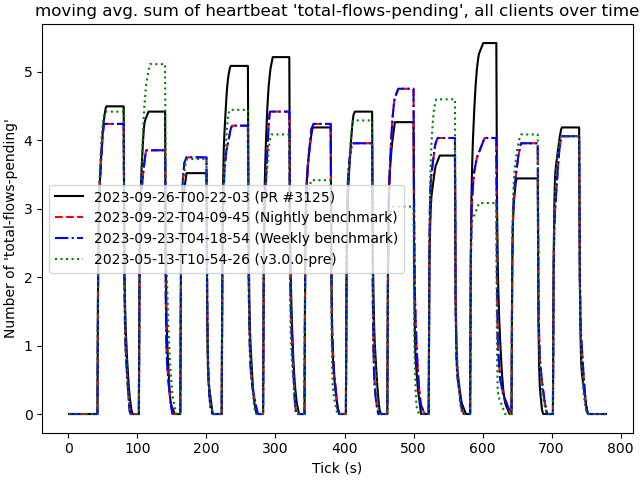 moving avg. sum of heartbeat 'total-flows-pending', all clients over time
Number of 'total-flows-pending'
5
4
3
2
1
0
2023-09-26-T00-22-03 (PR #3125)
2023-09-22-T04-09-45 (Nightly benchmark)
2023-09-23-T04-18-54 (Weekly benchmark)
2023-05-13-T10-54-26 (v3.0.0-pre)
0 100 200 300 400 500 600 700 800
Tick (s)